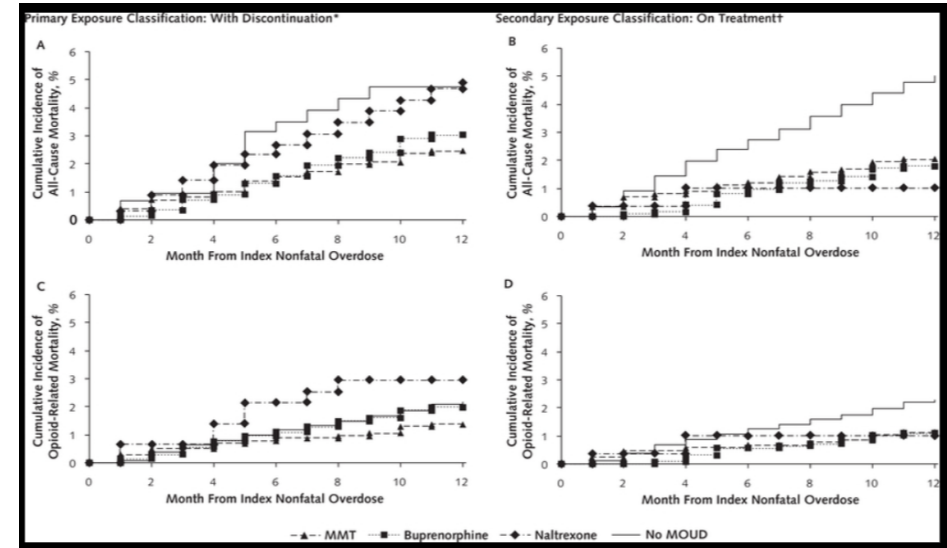 Primary Exposure Classification: With Discontinuation*
Secondary Exposure Classification: On Treatment†
A
Cumulative Incidence of
All-Cause Mortality, %
6
5
4
3
2
1
0
0 2 4 6 8 10 12
Month From Index Nonfatal Overdose
B
Cumulative Incidence of
All-Cause Mortality, %
6
5
4
3
2
1
0
0 2 4 6 8 10 12
Month From Index Nonfatal Overdose
C
Cumulative Incidence of
Opioid-Related Mortality, %
6
5
4
3
2
1
0
0 2 4 6 8 10 12
Month From Index Nonfatal Overdose
D
Cumulative Incidence of
Opioid-Related Mortality, %
6
5
4
3
2
1
0
0 2 4 6 8 10 12
Month From Index Nonfatal Overdose
MMT Buprenorphine Naltrexone No MOUD